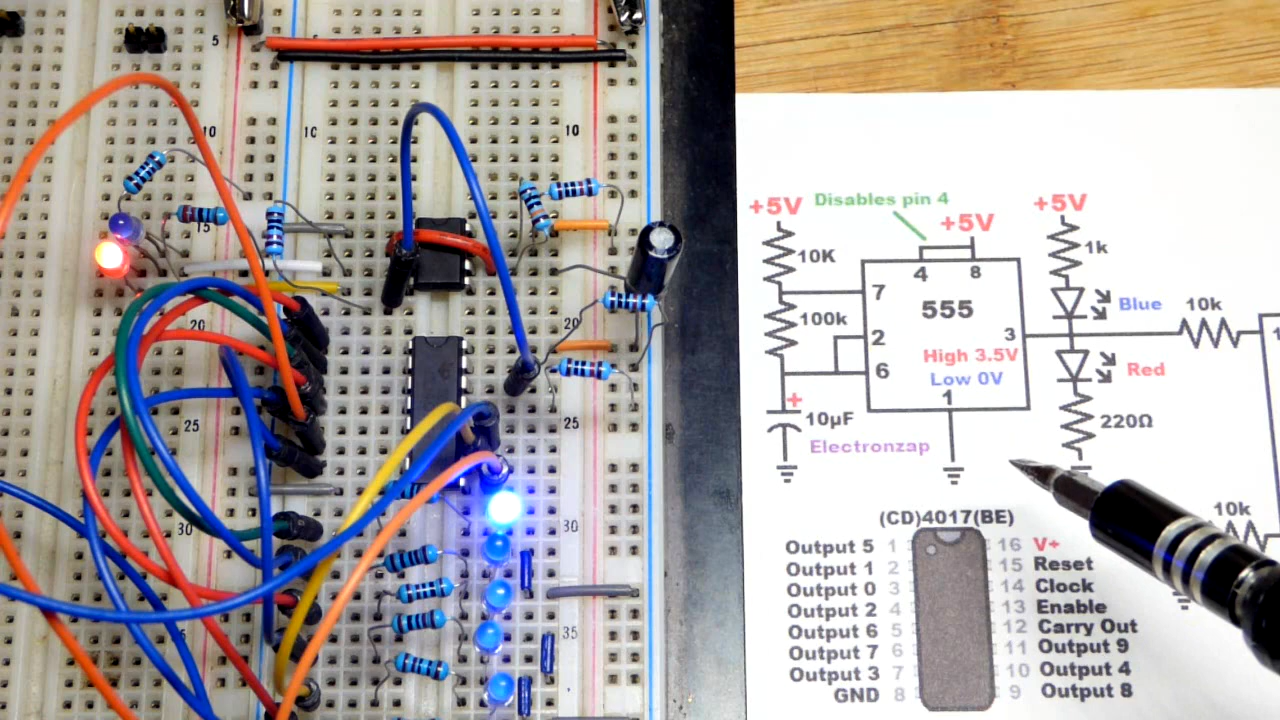 5
10
10
10
15
20
20
25
25
30
30
35
35
Disables pin 4
+5V
+5V
+5V
10K
4
8
1k
7
555
Blue
10k
100k
2
3
6
High 3.5V
Low 0V
Red
+
1
10µF
220Ω
Electronzap
(CD)4017(BE)
10k
Output 5 1 16 V+
Output 1 2 15 Reset
Output 0 3 14 Clock
Output 2 4 13 Enable
Output 6 5 12 Carry Out
Output 7 6 11 Output 9
Output 3 7 10 Output 4
GND 8 9 Output 8